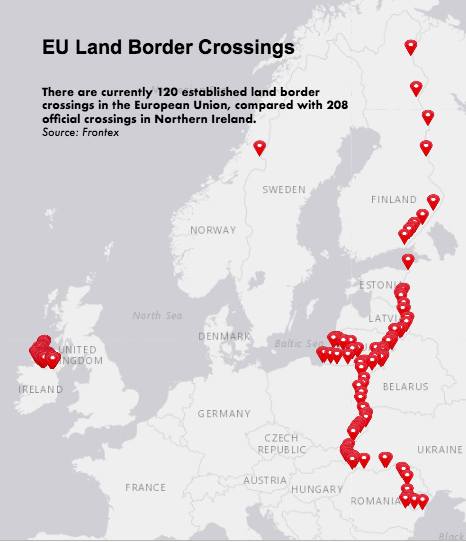 EU Land Border Crossings
There are currently 120 established land border
crossings in the European Union, compared with 208
official crossings in Northern Ireland.
Source: Frontex
SWEDEN
FINLAND
NORWAY
ESTON
North Sea
LATVI
DENMARK
Baltic Sea
UNITED
KINGDOM
IRELAND
BELARUS
GERMANY
CZECH
REPUBLIC
UKRAINE
AUSTRIA
FRANCE
HUNGARY
ROMANIA
Black